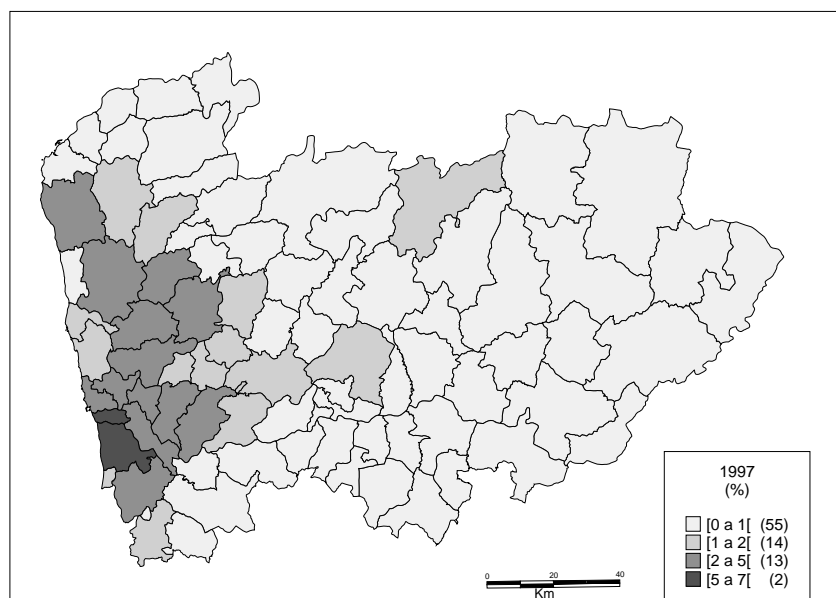 1997
(%)
[0 a 1[ (55)
[1 a 2[ (14)
[2 a 5[ (13)
[5 a 7[ (2)
0 20 40
Km